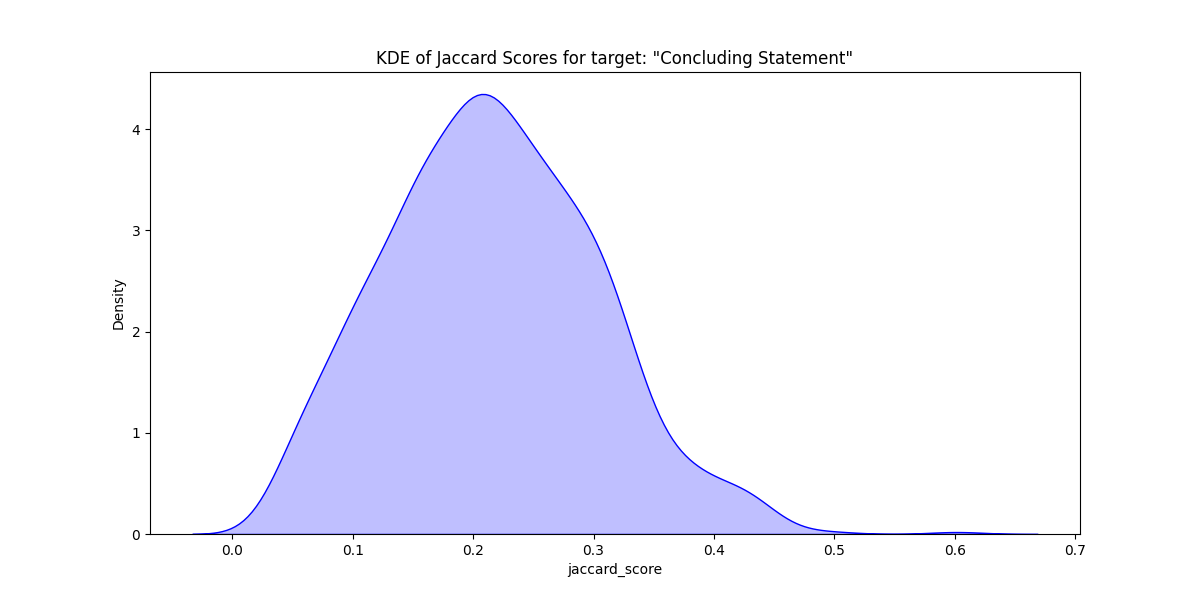 KDE of Jaccard Scores for target: "Concluding Statement"
4
3
2
1
0
Density
0.0 0.1 0.2 0.3 0.4 0.5 0.6 0.7
jaccard_score